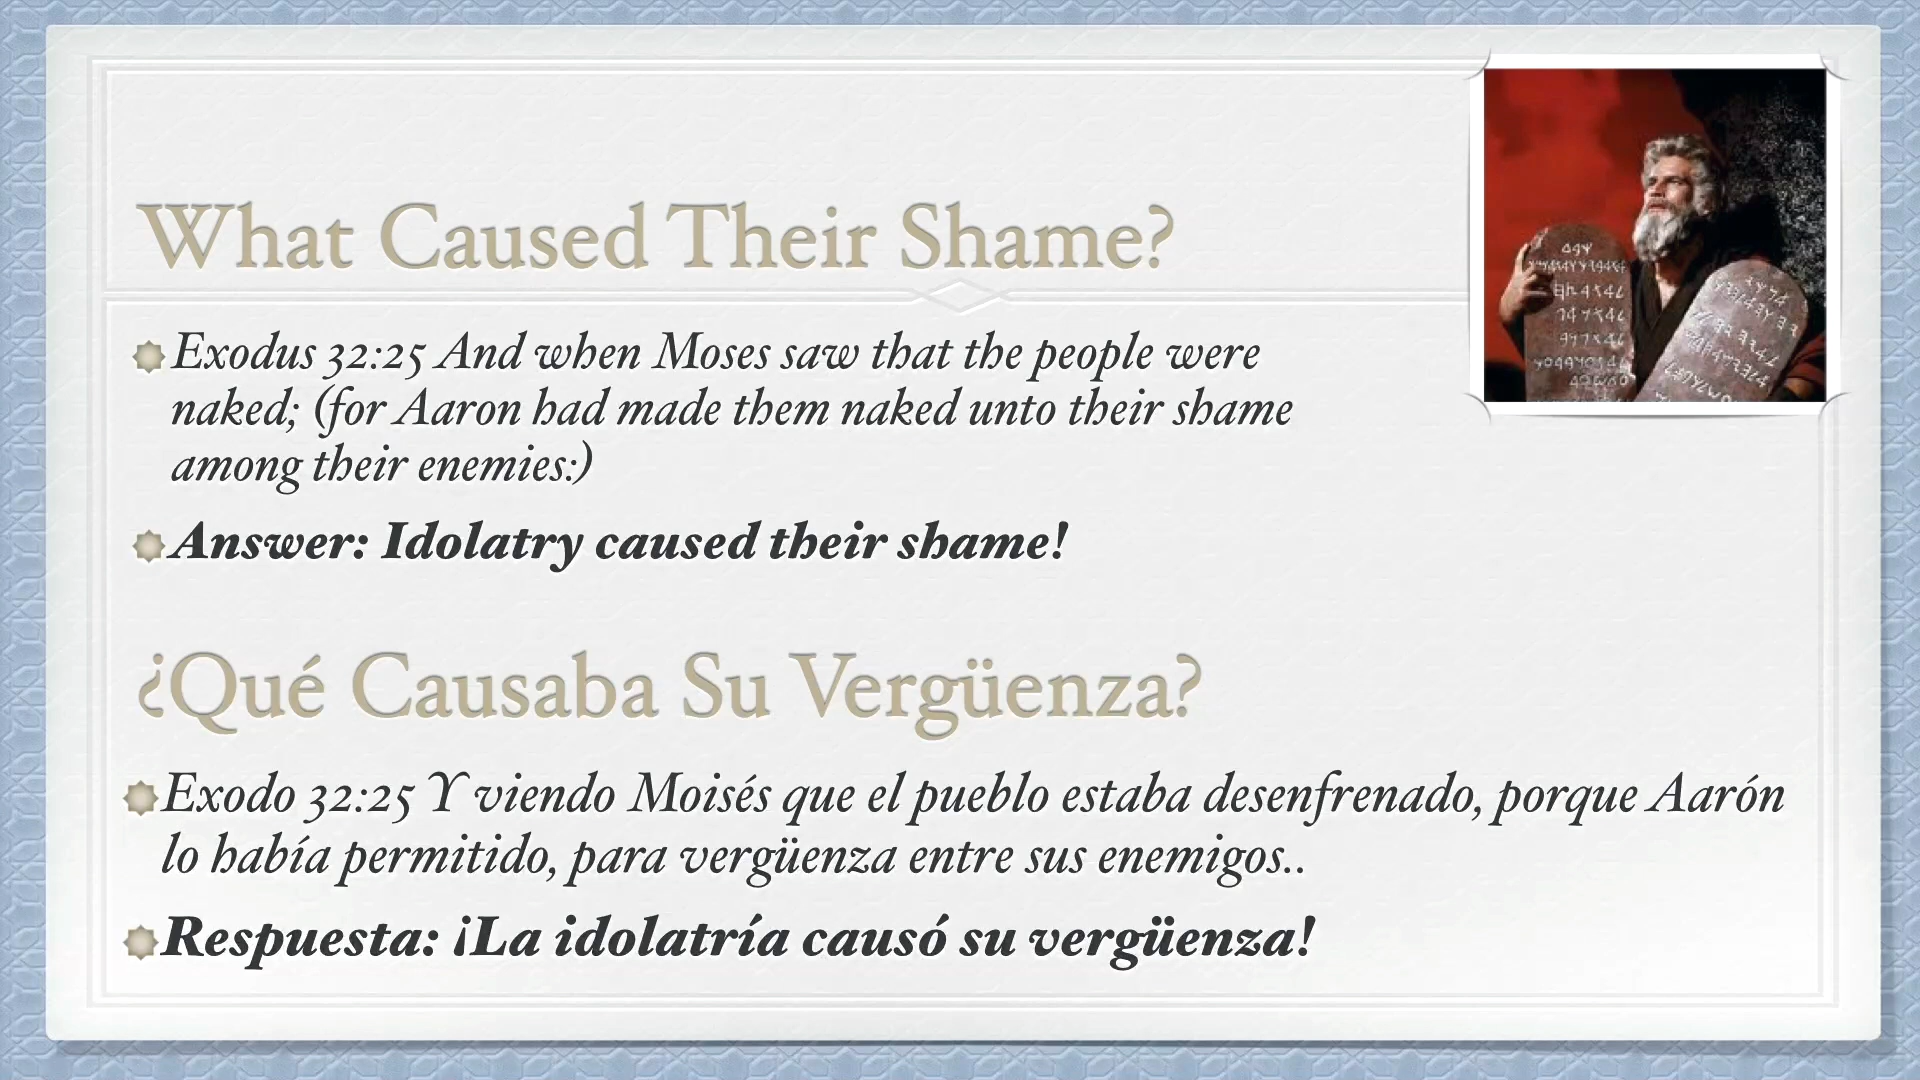 What Caused Their Shame?
Exodus 32:25 And when Moses saw that the people were
naked; (for Aaron had made them naked unto their shame
among their enemies:)
Answer: Idolatry caused their shame!
¿Qué Causaba Su Vergüenza?
Exodo 32:25 Y viendo Moisés que el pueblo estaba desenfrenado, porque Aarón
lo había permitido, para vergüenza entre sus enemigos..
Respuesta: ¡La idolatría causó su vergüenza!